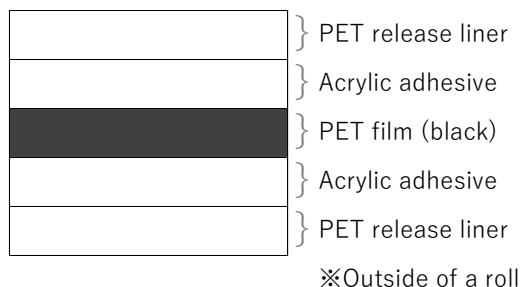 PET release liner
Acrylic adhesive
PET film (black)
Acrylic adhesive
PET release liner
※Outside of a roll